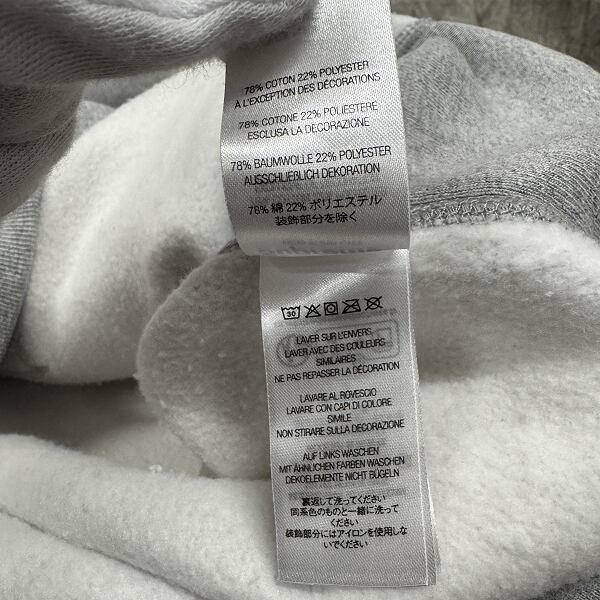 78% COTON 22% POLYESTER
À L'EXCEPTION DES DÉCORATIONS
78% COTONE 22% POLIESTERE
ESCLUSA LA DECORAZIONE
78% BAUMWOLLE 22% POLYESTER
AUSSCHLIEßLICH DEKORATION
78% 綿 22% ポリエステル
装飾部分を除く
30
LAVER SUR L'ENVERS,
LAVER AVEC DES COULEURS
SIMILAIRES
NE PAS REPASSER LA DÉCORATION
LAVARE AL ROVESCIO
LAVARE CON CAPI DI COLORE
SIMILE
NON STIRARE SULLA DECORAZIONE
AUF LINKS WASCHEN
MIT ÄHNLICHEN FARBEN WASCHEN
DEKOELEMENTE NICHT BÜGELN
裏返して洗ってください
同系色のものと一緒に洗って
ください
装飾部分にはアイロンを使用しな
いでください